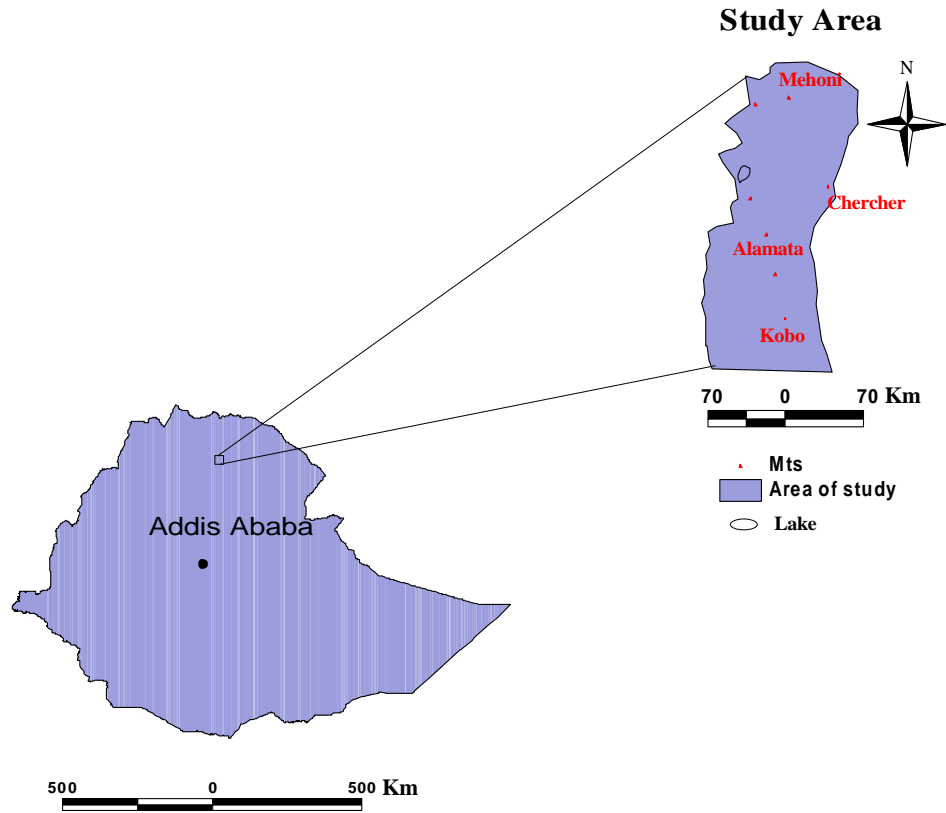 Study Area
N
Mehoni
Chercher
Alamata
Kobo
70 0 70 Km
Mts
Area of study
Lake
Addis Ababa
500 0 500 Km